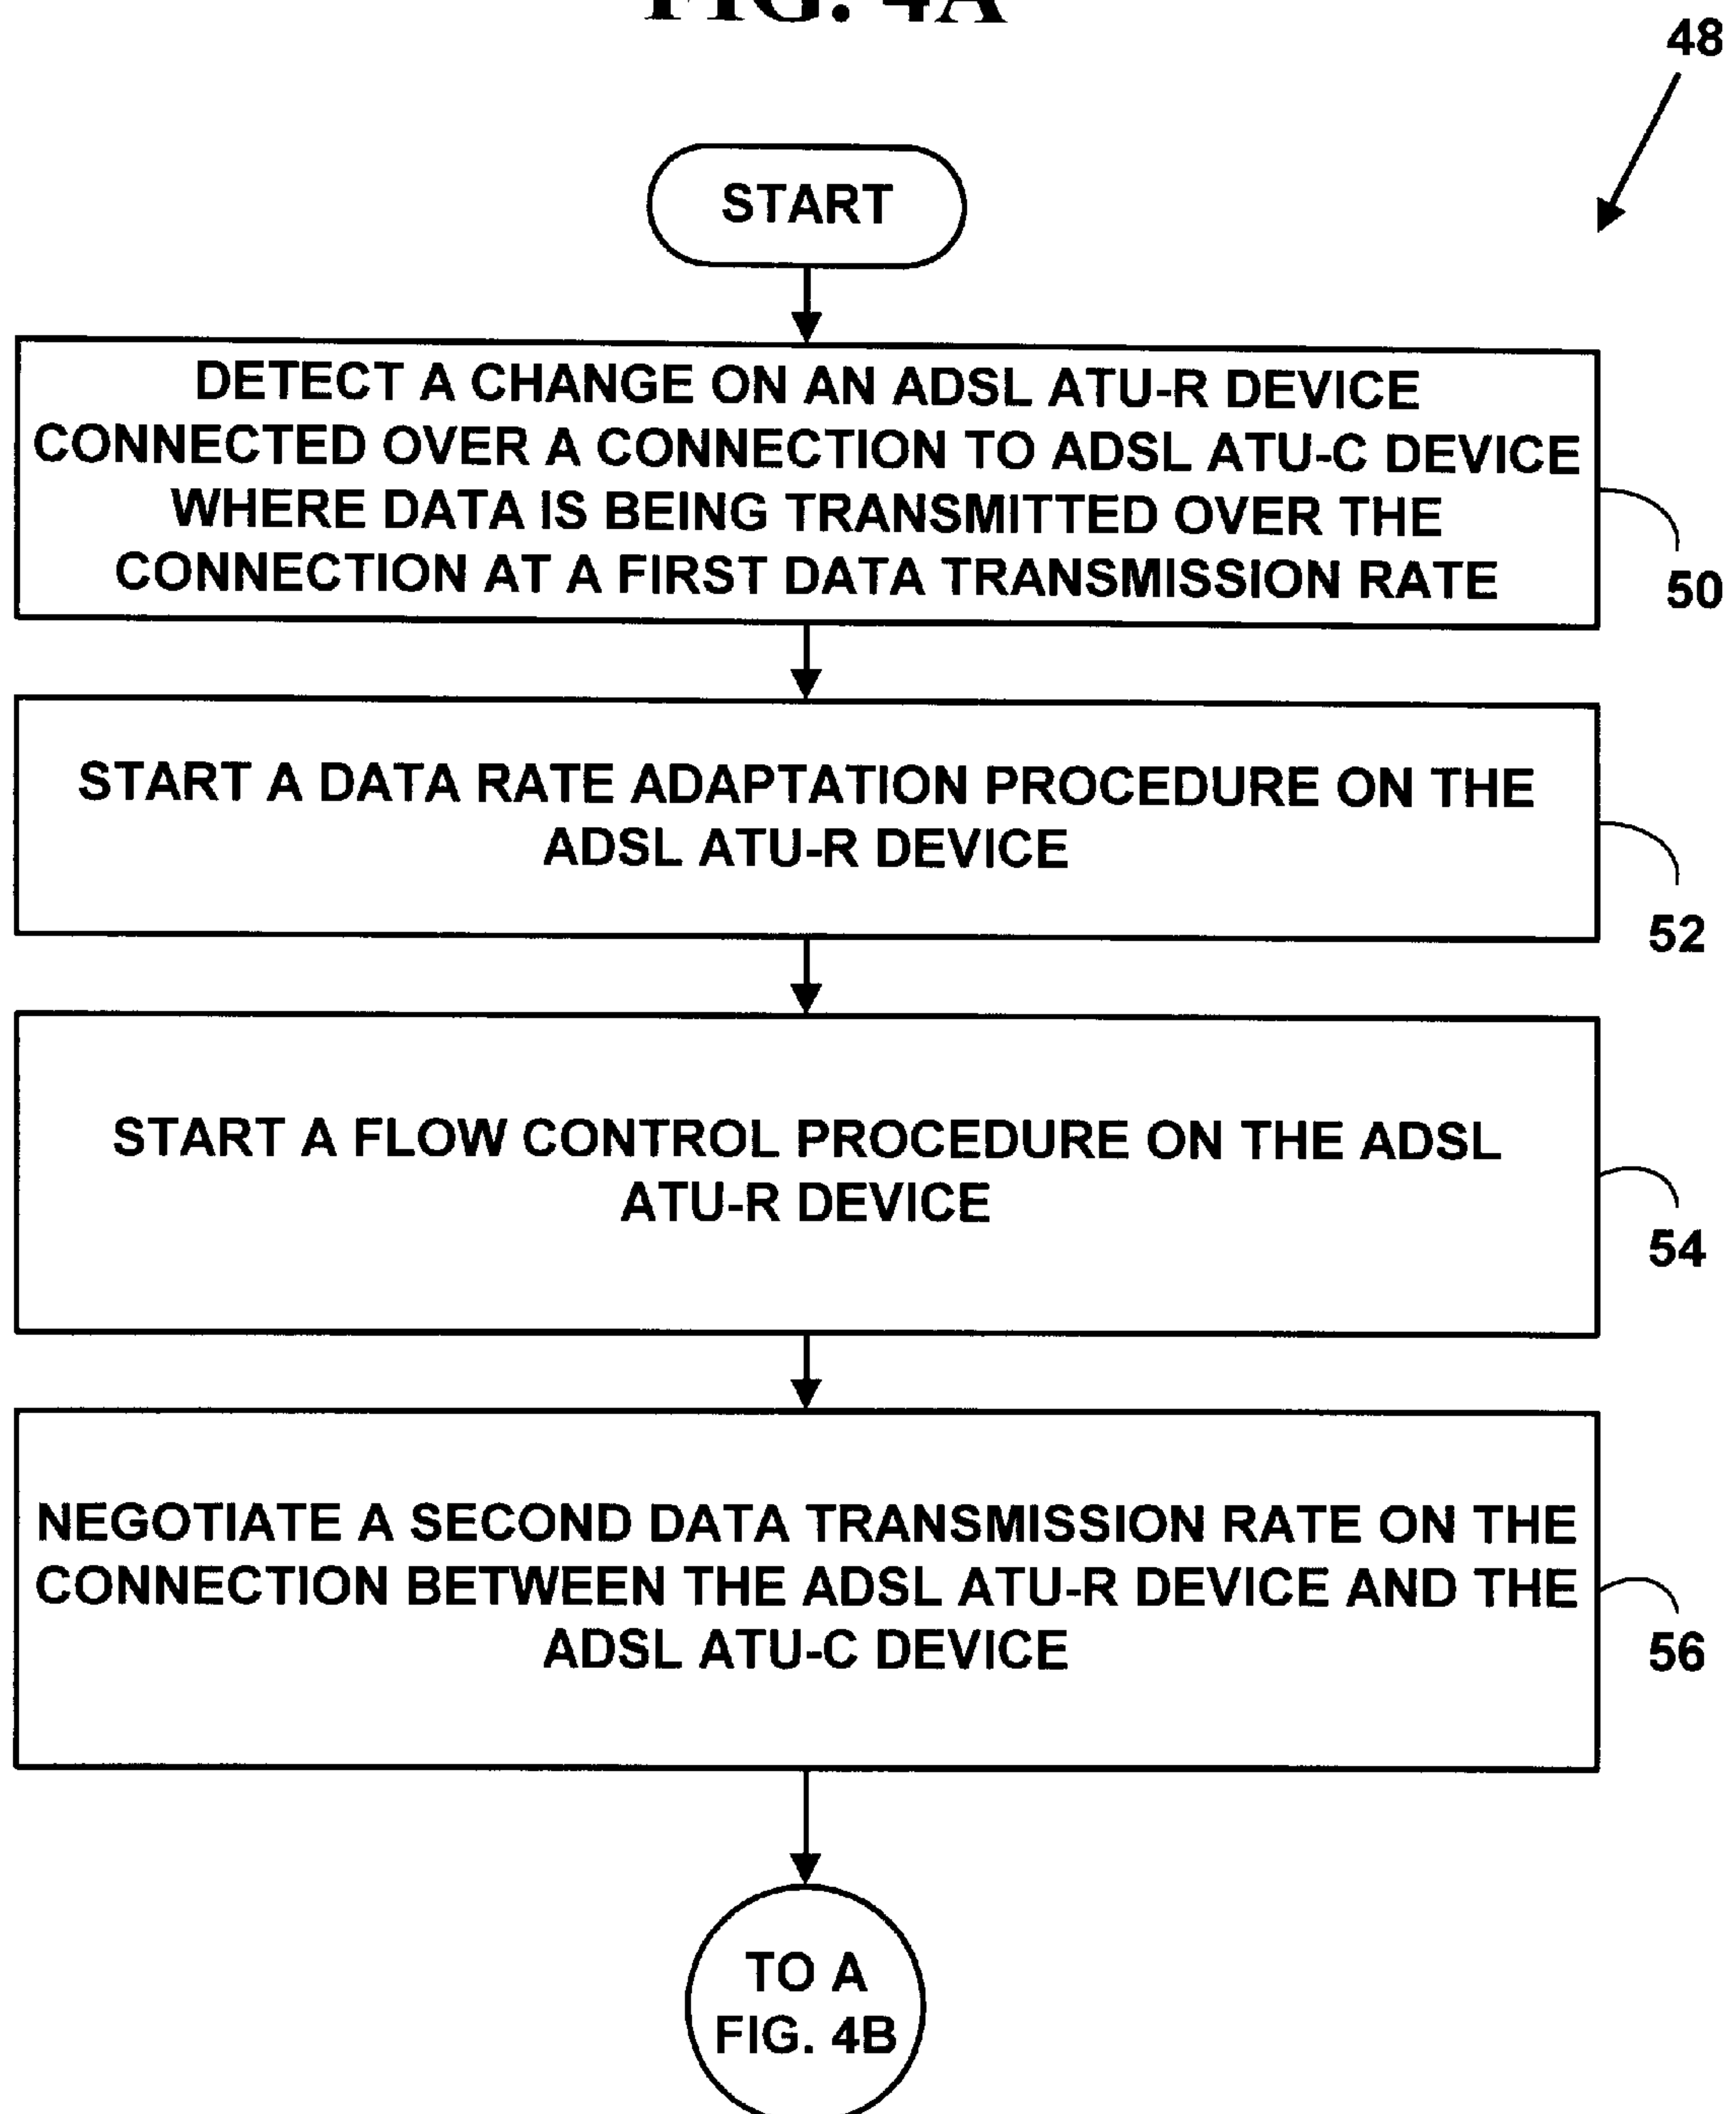 FIG. 4A
48
START
DETECT A CHANGE ON AN ADSL ATU-R DEVICE
CONNECTED OVER A CONNECTION TO ADSL ATU-C DEVICE
WHERE DATA IS BEING TRANSMITTED OVER THE
CONNECTION AT A FIRST DATA TRANSMISSION RATE
50
START A DATA RATE ADAPTATION PROCEDURE ON THE
ADSL ATU-R DEVICE
52
START A FLOW CONTROL PROCEDURE ON THE ADSL
ATU-R DEVICE
54
NEGOTIATE A SECOND DATA TRANSMISSION RATE ON THE
CONNECTION BETWEEN THE ADSL ATU-R DEVICE AND THE
ADSL ATU-C DEVICE
56
TO A
FIG. 4B